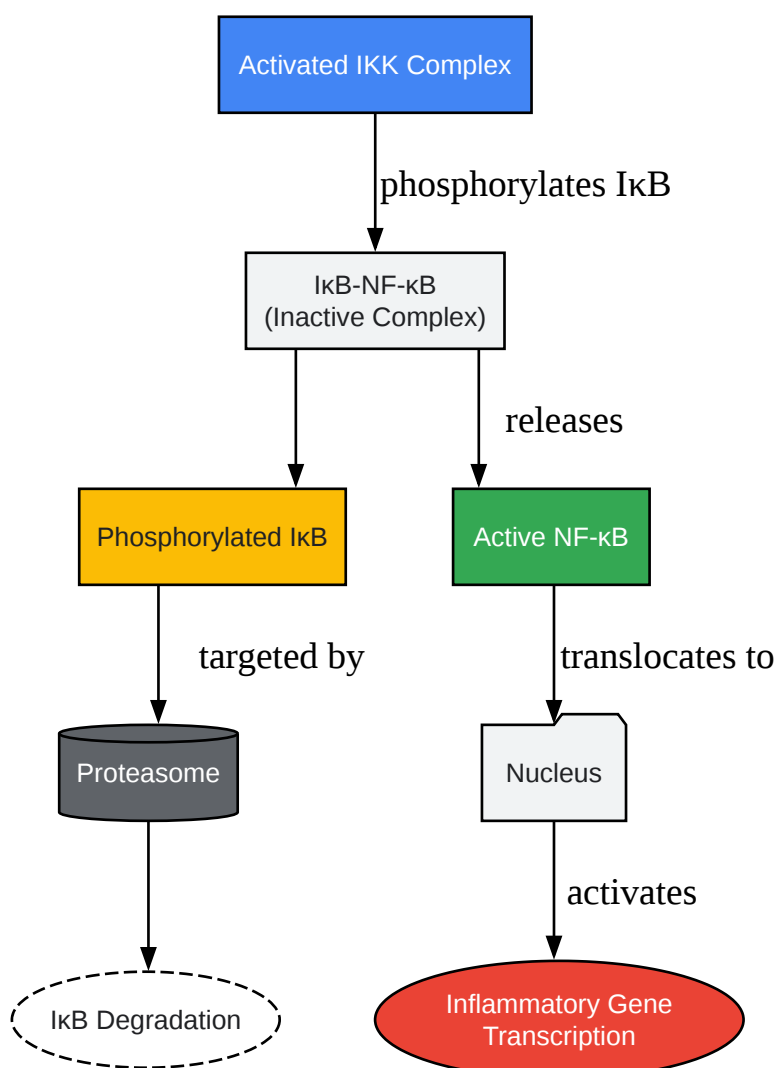 Activated IKK Complex
phosphorylates IκB
IκB-NF-κB
(Inactive Complex)
releases
Phosphorylated IκB
Active NF-κB
targeted by
translocates to
Proteasome
Nucleus
activates
IκB Degradation
Inflammatory Gene
Transcription